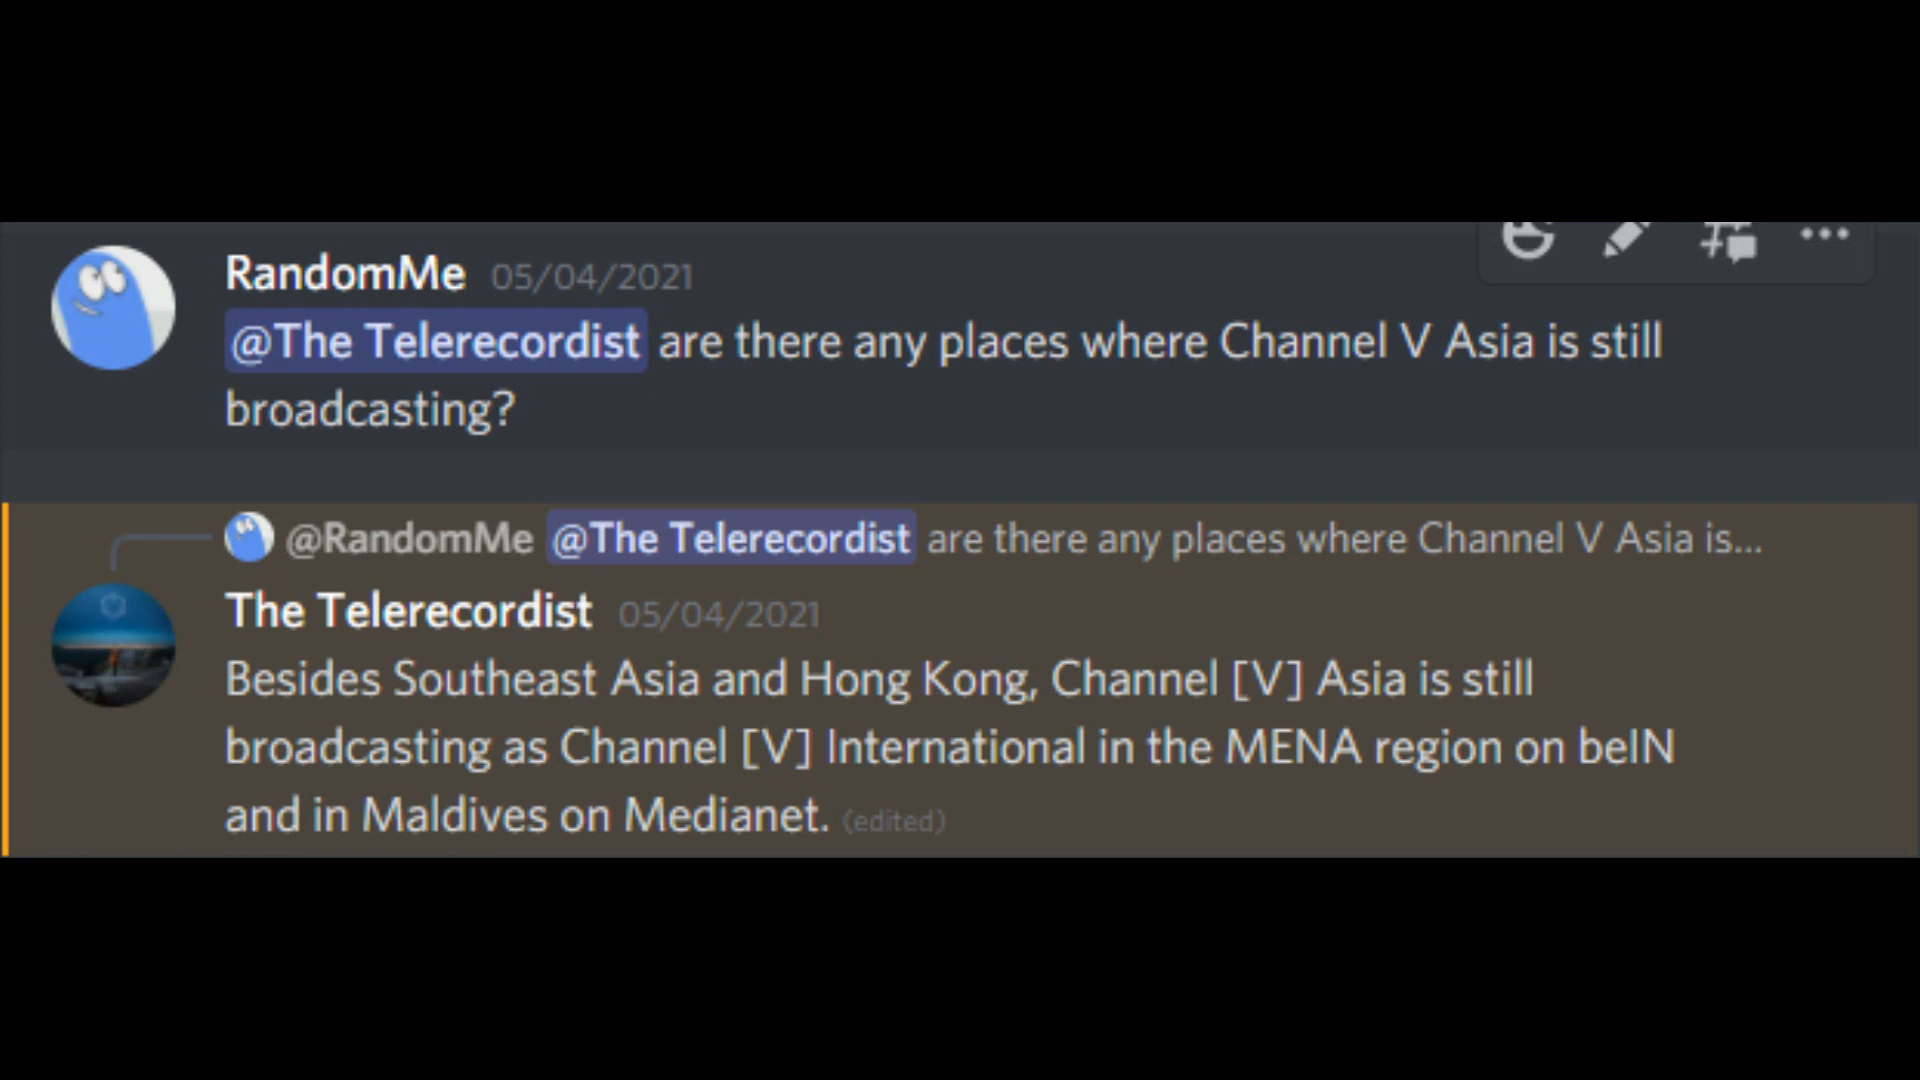 RandomMe 05/04/2021
@The Telerecordist are there any places where Channel V Asia is still
broadcasting?
@RandomMe @The Telerecordist are there any places where Channel V Asia is...
The Telerecordist 05/04/2021
Besides Southeast Asia and Hong Kong, Channel [V] Asia is still
broadcasting as Channel [V] International in the MENA region on beIN
and in Maldives on Medianet. (edited)